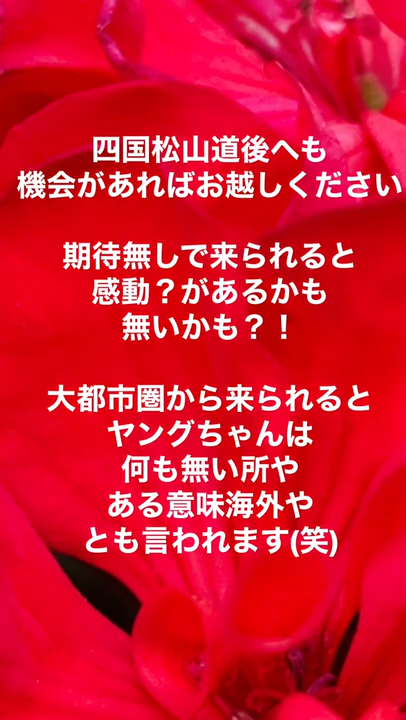 四国松山道後へも
機会があればお越しください
期待無しで来られると
感動？があるかも
無いかも？！
大都市圏から来られると
ヤングちゃんは
何も無い所や
ある意味海外や
とも言われます(笑)